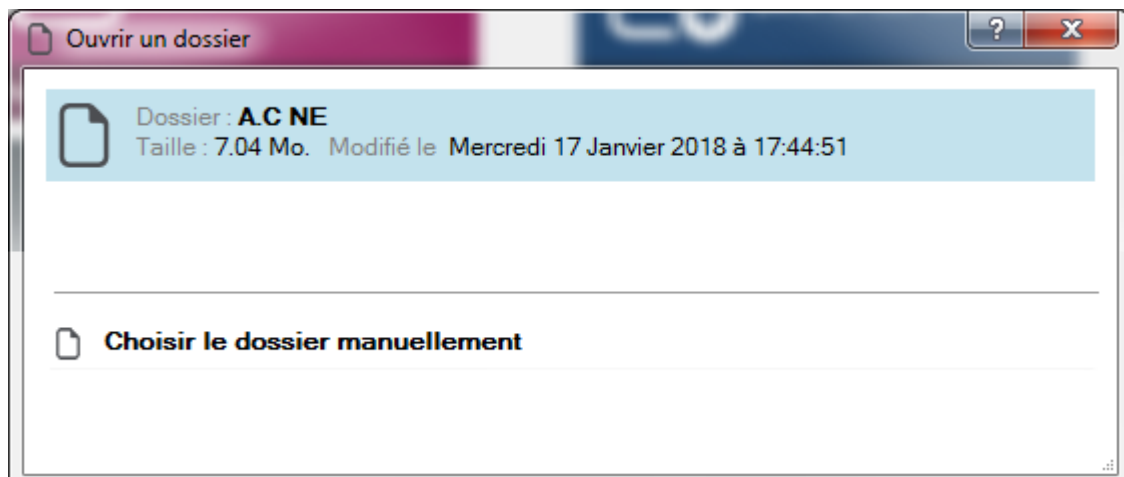 Ouvrir un dossier
?
Dossier : A.C NE
Taille : 7.04 Mo. Modifié le Mercredi 17 Janvier 2018 à 17:44:51
Choisir le dossier manuellement